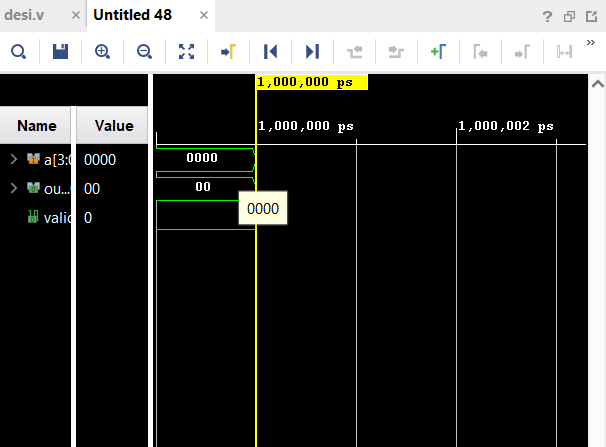 desi.v × Untitled 48 × ?
»
1,000,000 ps
Name Value
1,000,000 ps 1,000,002 ps
a[3:0 0000 0000
ou...0 00 00
0000
valid 0